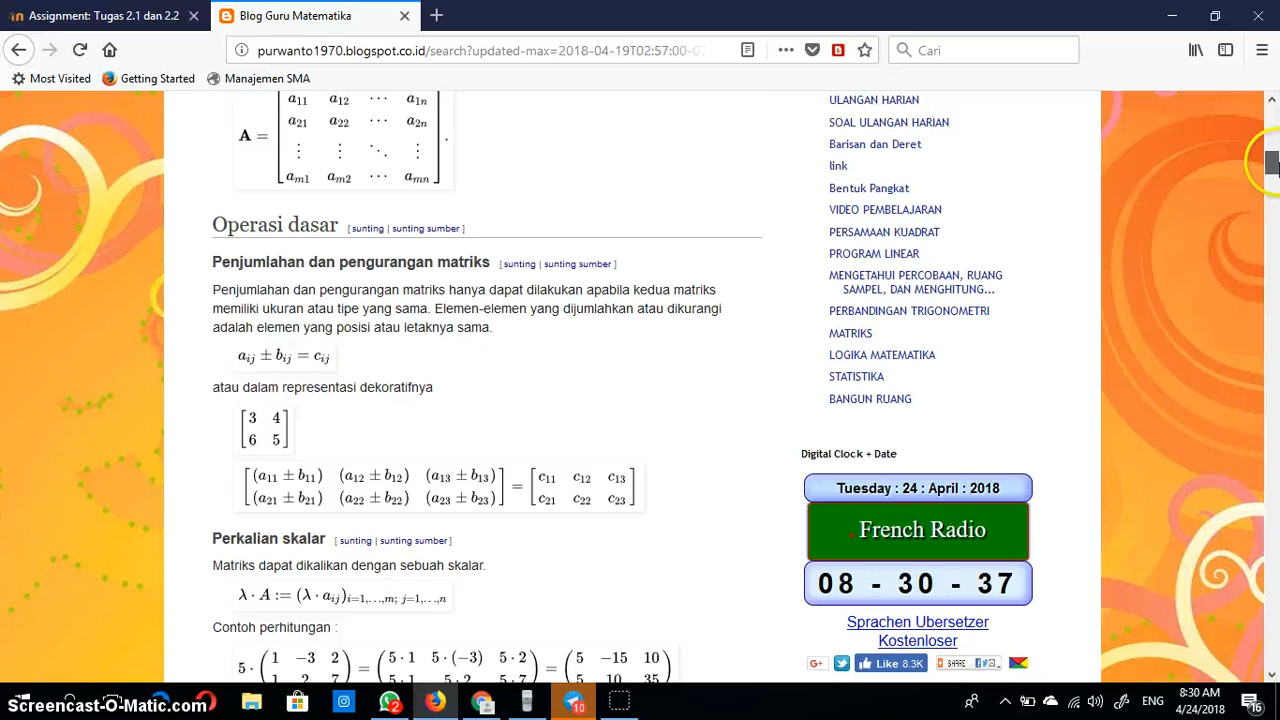 Assignment: Tugas 2.1 dan 2.2
Blog Guru Matematika
purwanto1970.blogspot.co.id/search?updated-max=2018-04-19T02:57:00-07
Cari
Most Visited
Getting Started
Manajemen SMA
A = [a11 a12 ⋯ a1n
a21 a22 ⋯ a2n
⋮ ⋮ ⋱ ⋮
am1 am2 ⋯ amn].
Operasi dasar [ sunting | sunting sumber ]
Penjumlahan dan pengurangan matriks [ sunting | sunting sumber ]
Penjumlahan dan pengurangan matriks hanya dapat dilakukan apabila kedua matriks
memiliki ukuran atau tipe yang sama. Elemen-elemen yang dijumlahkan atau dikurangi
adalah elemen yang posisi atau letaknya sama.
aij ± bij = cij
atau dalam representasi dekoratifnya
[3 4
6 5]
[(a11 ± b11) (a12 ± b12) (a13 ± b13)] = [c11 c12 c13]
[(a21 ± b21) (a22 ± b22) (a23 ± b23)] = [c21 c22 c23]
Perkalian skalar [ sunting | sunting sumber ]
Matriks dapat dikalikan dengan sebuah skalar.
λ · A := (λ · aij)i=1,…,m; j=1,…,n
Contoh perhitungan :
5 · (1 −3 2) = (5 · 1 5 · (−3) 5 · 2) = (5 −15 10)
ULANGAN HARIAN
SOAL ULANGAN HARIAN
Barisan dan Deret
link
Bentuk Pangkat
VIDEO PEMBELAJARAN
PERSAMAAN KUADRAT
PROGRAM LINEAR
MENGETAHUI PERCOBAAN, RUANG
SAMPEL, DAN MENGHITUNG...
PERBANDINGAN TRIGONOMETRI
MATRIKS
LOGIKA MATEMATIKA
STATISTIKA
BANGUN RUANG
Digital Clock + Date
Tuesday : 24 : April : 2018
French Radio
08 - 30 - 37
Sprachen Ubersetzer
Kostenloser
G+ Like 8.3K SHARE
Screencast-O-Matic.com
2
10
ENG
8:30 AM
4/24/2018
16